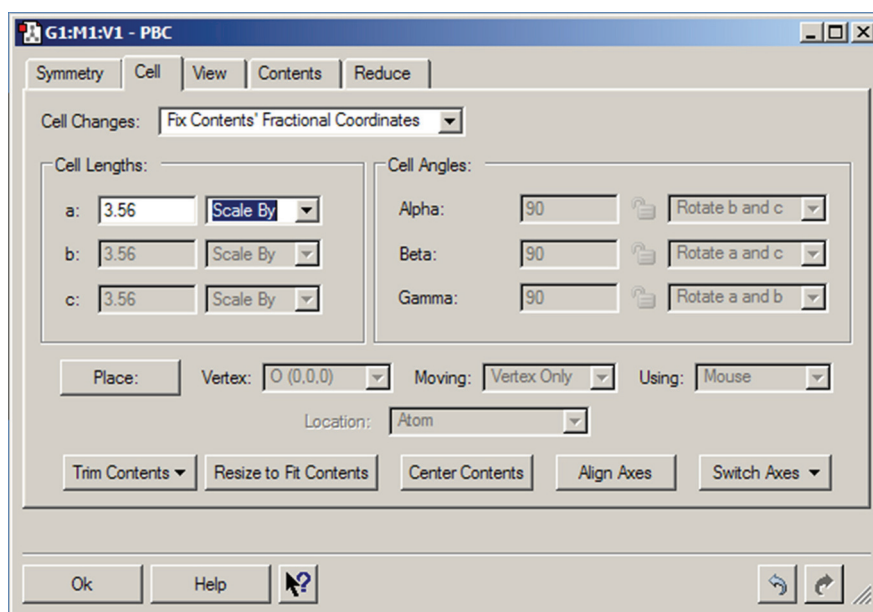 G1:M1:V1 - PBC
Symmetry Cell View Contents Reduce
Cell Changes: Fix Contents' Fractional Coordinates
Cell Lengths: Cell Angles:
a: 3.56 Scale By Alpha: 90 Rotate b and c
b: 3.56 Scale By Beta: 90 Rotate a and c
c: 3.56 Scale By Gamma: 90 Rotate a and b
Place: Vertex: O (0,0,0) Moving: Vertex Only Using: Mouse
Location: Atom
Trim Contents Resize to Fit Contents Center Contents Align Axes Switch Axes
Ok Help ?